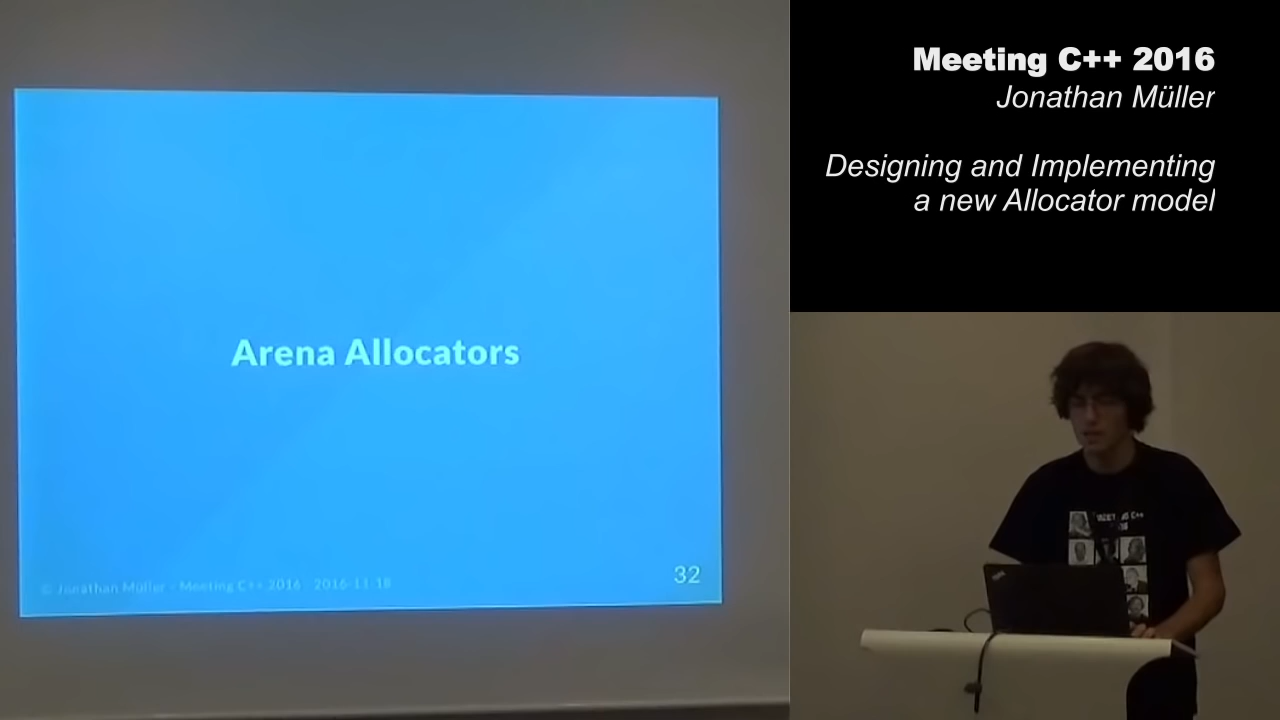 Arena Allocators
© Jonathan Müller - Meeting C++ 2016 - 2016-11-18
32
Meeting C++ 2016
Jonathan Müller
Designing and Implementing
a new Allocator model